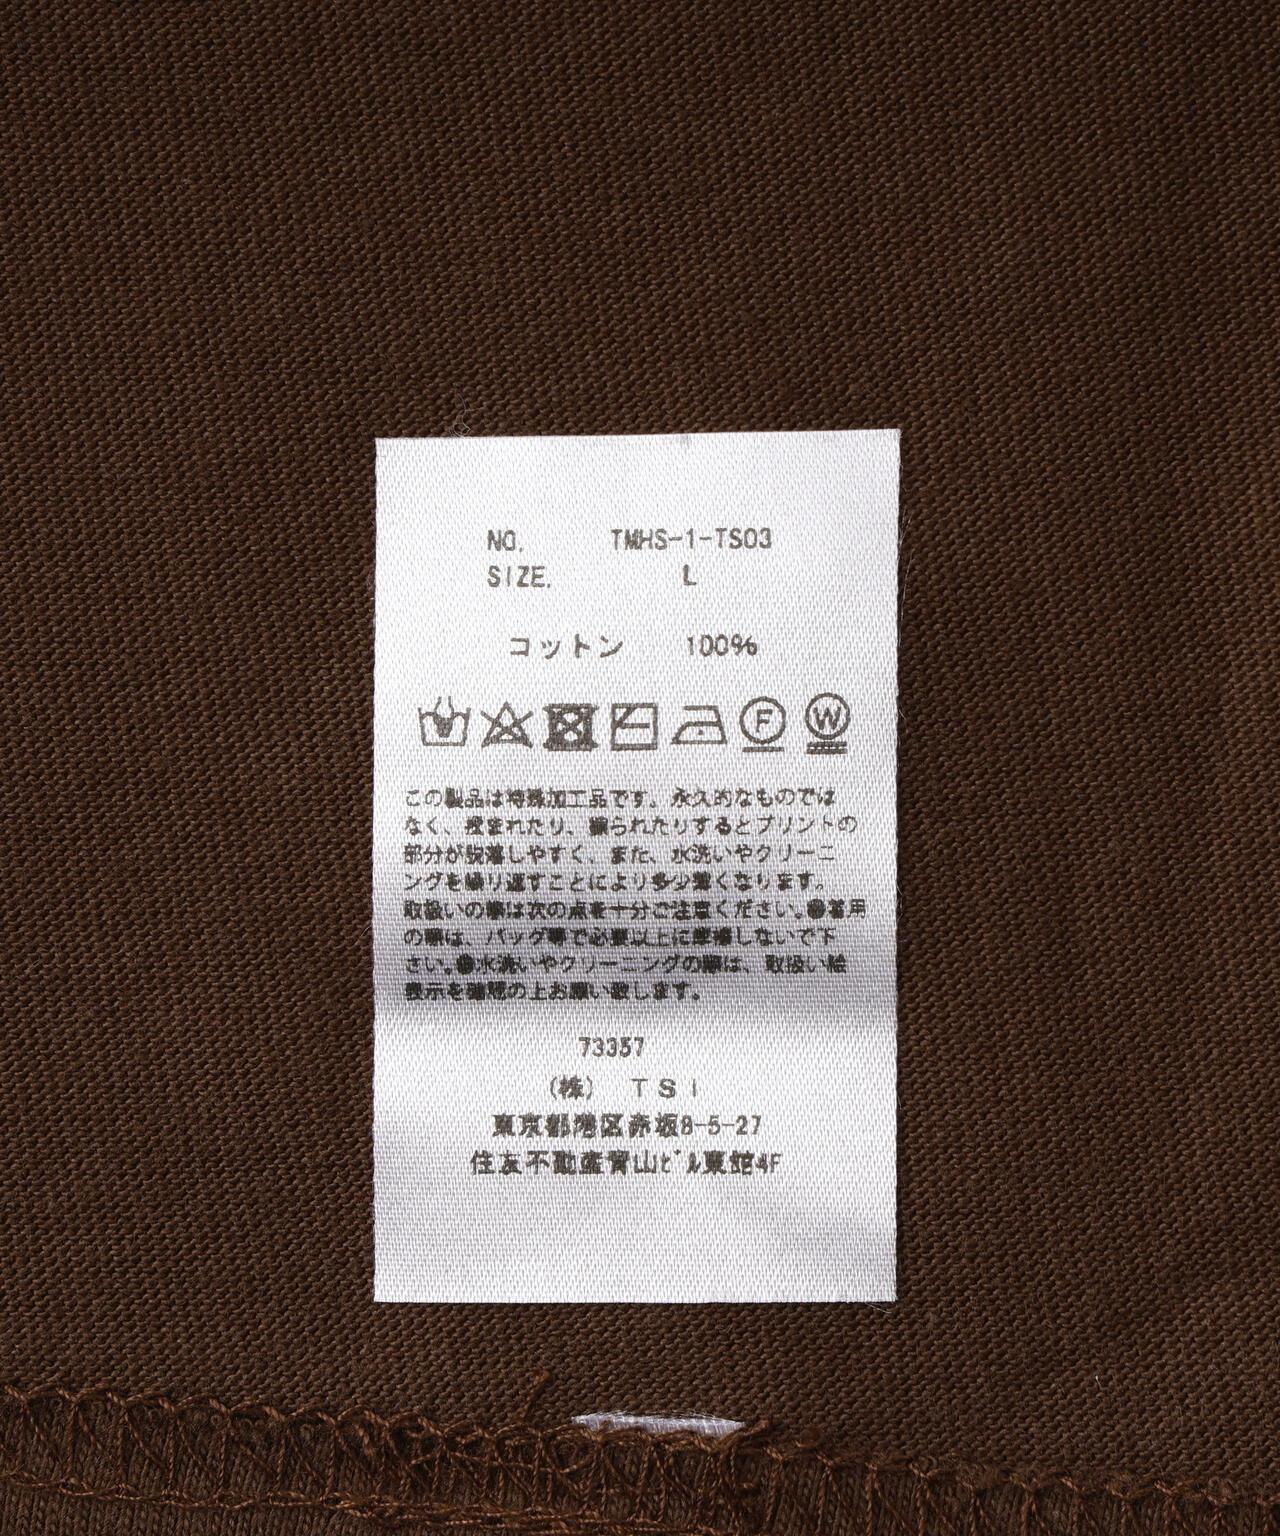 NO. TMHS-1-TS03
SIZE. L
コットン 100%
F W
この製品は特殊加工品です。永久的なものでは
なく、揉まれたり、擦られたりするとプリントの
部分が脱落しやすく、また、水洗いやクリーニ
ングを繰り返すことにより多少薄くなります。
取扱いの際は次の点を十分ご注意ください。●着用
の際は、バッグ等で必要以上に摩擦しないで下
さい。●水洗いやクリーニングの際は、取扱い絵
表示を確認の上お願い致します。
73357
(株) TSI
東京都港区赤坂8-5-27
住友不動産青山ﾋﾞﾙ東館4F